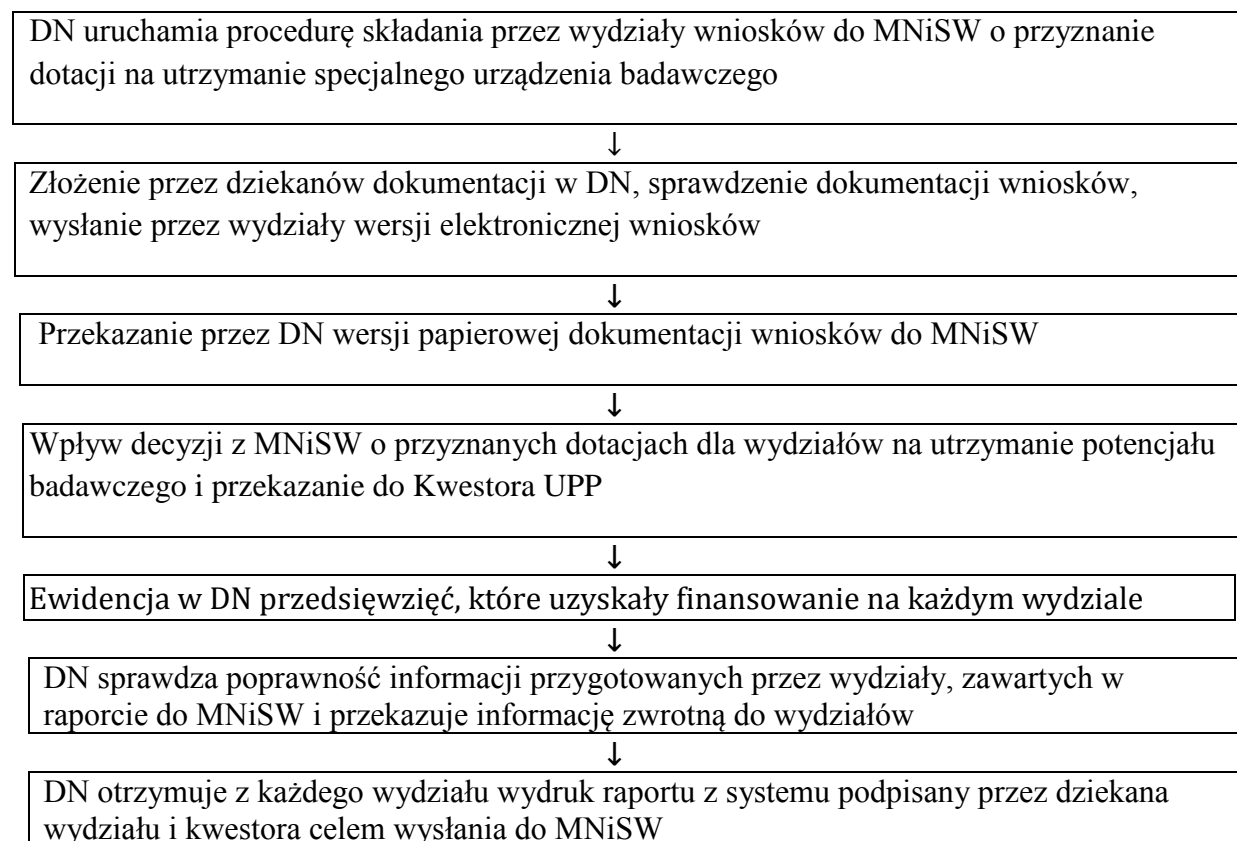 DN uruchamia procedurę składania przez wydziały wniosków do MNiSW o przyznanie
dotacji na utrzymanie specjalnego urządzenia badawczego
↓
Złożenie przez dziekanów dokumentacji w DN, sprawdzenie dokumentacji wniosków,
wysłanie przez wydziały wersji elektronicznej wniosków
↓
Przekazanie przez DN wersji papierowej dokumentacji wniosków do MNiSW
↓
Wpływ decyzji z MNiSW o przyznanych dotacjach dla wydziałów na utrzymanie potencjału
badawczego i przekazanie do Kwestora UPP
↓
Ewidencja w DN przedsięwzięć, które uzyskały finansowanie na każdym wydziale
↓
DN sprawdza poprawność informacji przygotowanych przez wydziały, zawartych w
raporcie do MNiSW i przekazuje informację zwrotną do wydziałów
↓
DN otrzymuje z każdego wydziału wydruk raportu z systemu podpisany przez dziekana
wydziału i kwestora celem wysłania do MNiSW